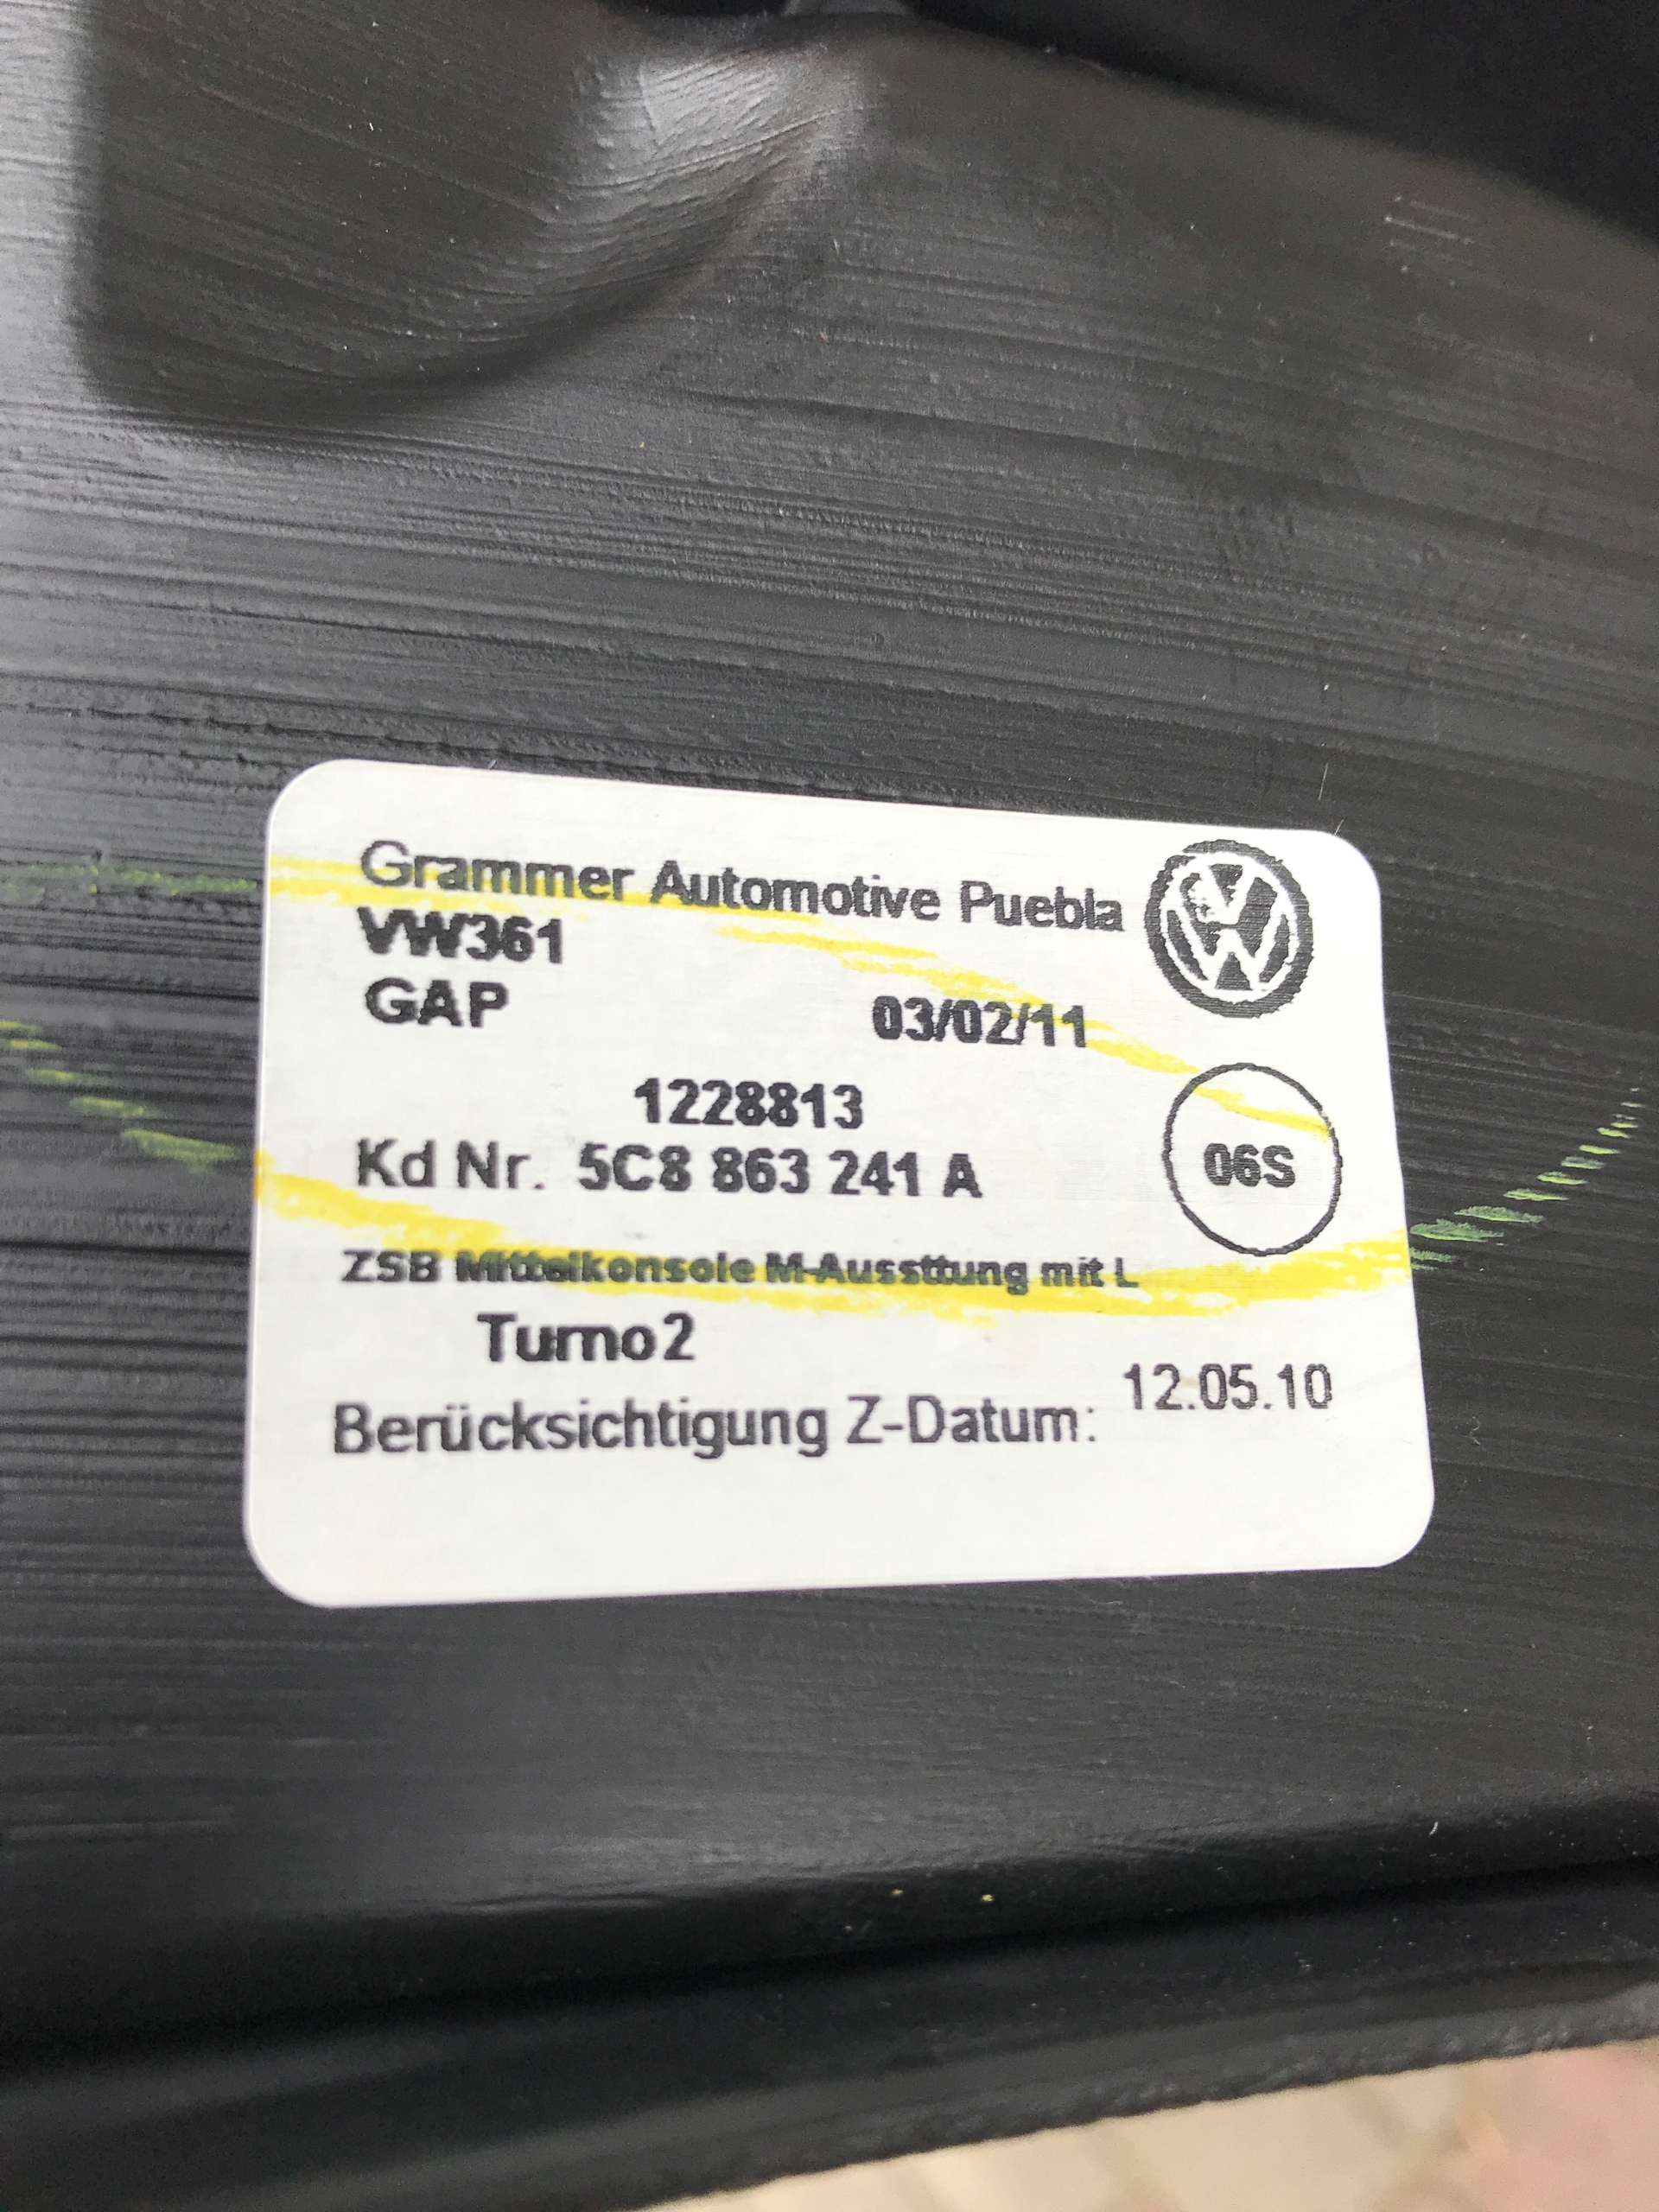 Grammer Automotive Puebla
VW361
GAP 03/02/11
1228813
Kd Nr. 5C8 863 241 A
06S
ZSB Mittelkonsole M-Aussttung mit L
Turno2
Berücksichtigung Z-Datum: 12.05.10